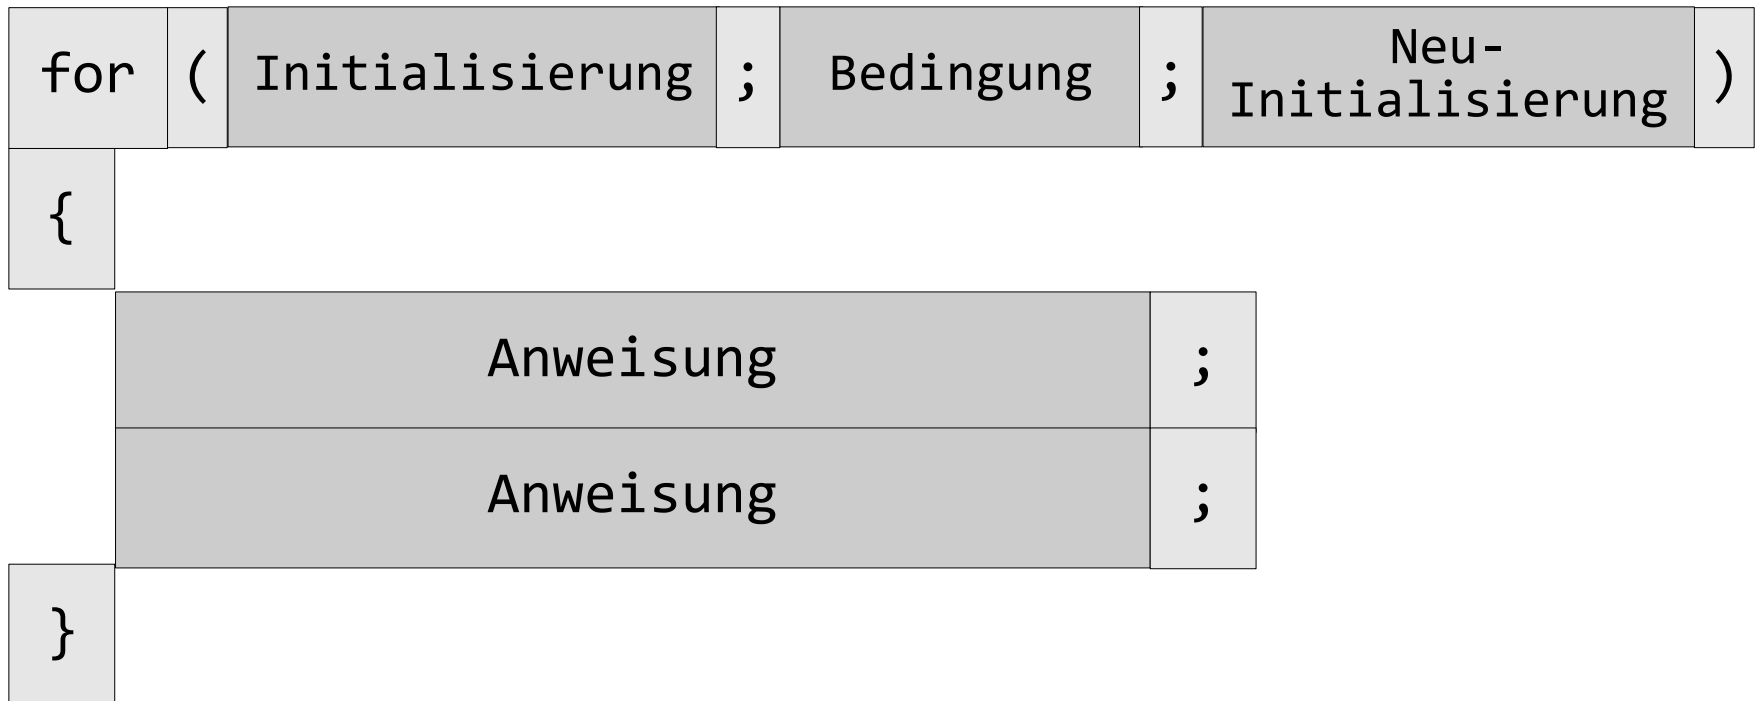 for ( Initialisierung ; Bedingung ; Neu-
Initialisierung )
{
Anweisung ;
Anweisung ;
}